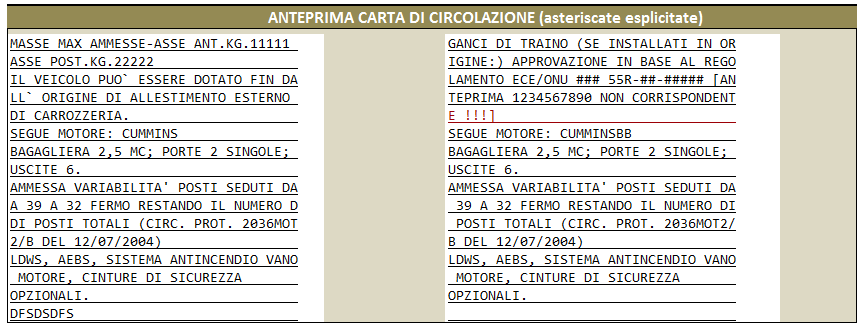 ANTEPRIMA CARTA DI CIRCOLAZIONE (asteriscate esplicitate)
MASSE MAX AMMESSE-ASSE ANT.KG.11111
ASSE POST.KG.22222
IL VEICOLO PUO` ESSERE DOTATO FIN DA
LL` ORIGINE DI ALLESTIMENTO ESTERNO
DI CARROZZERIA.
SEGUE MOTORE: CUMMINS
BAGAGLIERA 2,5 MC; PORTE 2 SINGOLE;
USCITE 6.
AMMESSA VARIABILITA' POSTI SEDUTI DA
A 39 A 32 FERMO RESTANDO IL NUMERO D
DI POSTI TOTALI (CIRC. PROT. 2036MOT
2/B DEL 12/07/2004)
LDWS, AEBS, SISTEMA ANTINCENDIO VANO
MOTORE, CINTURE DI SICUREZZA
OPZIONALI.
DFSDSDFS
GANCI DI TRAINO (SE INSTALLATI IN OR
IGINE:) APPROVAZIONE IN BASE AL REGO
LAMENTO ECE/ONU ### 55R-##-##### [AN
TEPRIMA 1234567890 NON CORRISPONDENT
E !!!]
SEGUE MOTORE: CUMMINSBB
BAGAGLIERA 2,5 MC; PORTE 2 SINGOLE;
USCITE 6.
AMMESSA VARIABILITA' POSTI SEDUTI DA
39 A 32 FERMO RESTANDO IL NUMERO DI
POSTI TOTALI (CIRC. PROT. 2036MOT2/
B DEL 12/07/2004)
LDWS, AEBS, SISTEMA ANTINCENDIO VANO
MOTORE, CINTURE DI SICUREZZA
OPZIONALI.